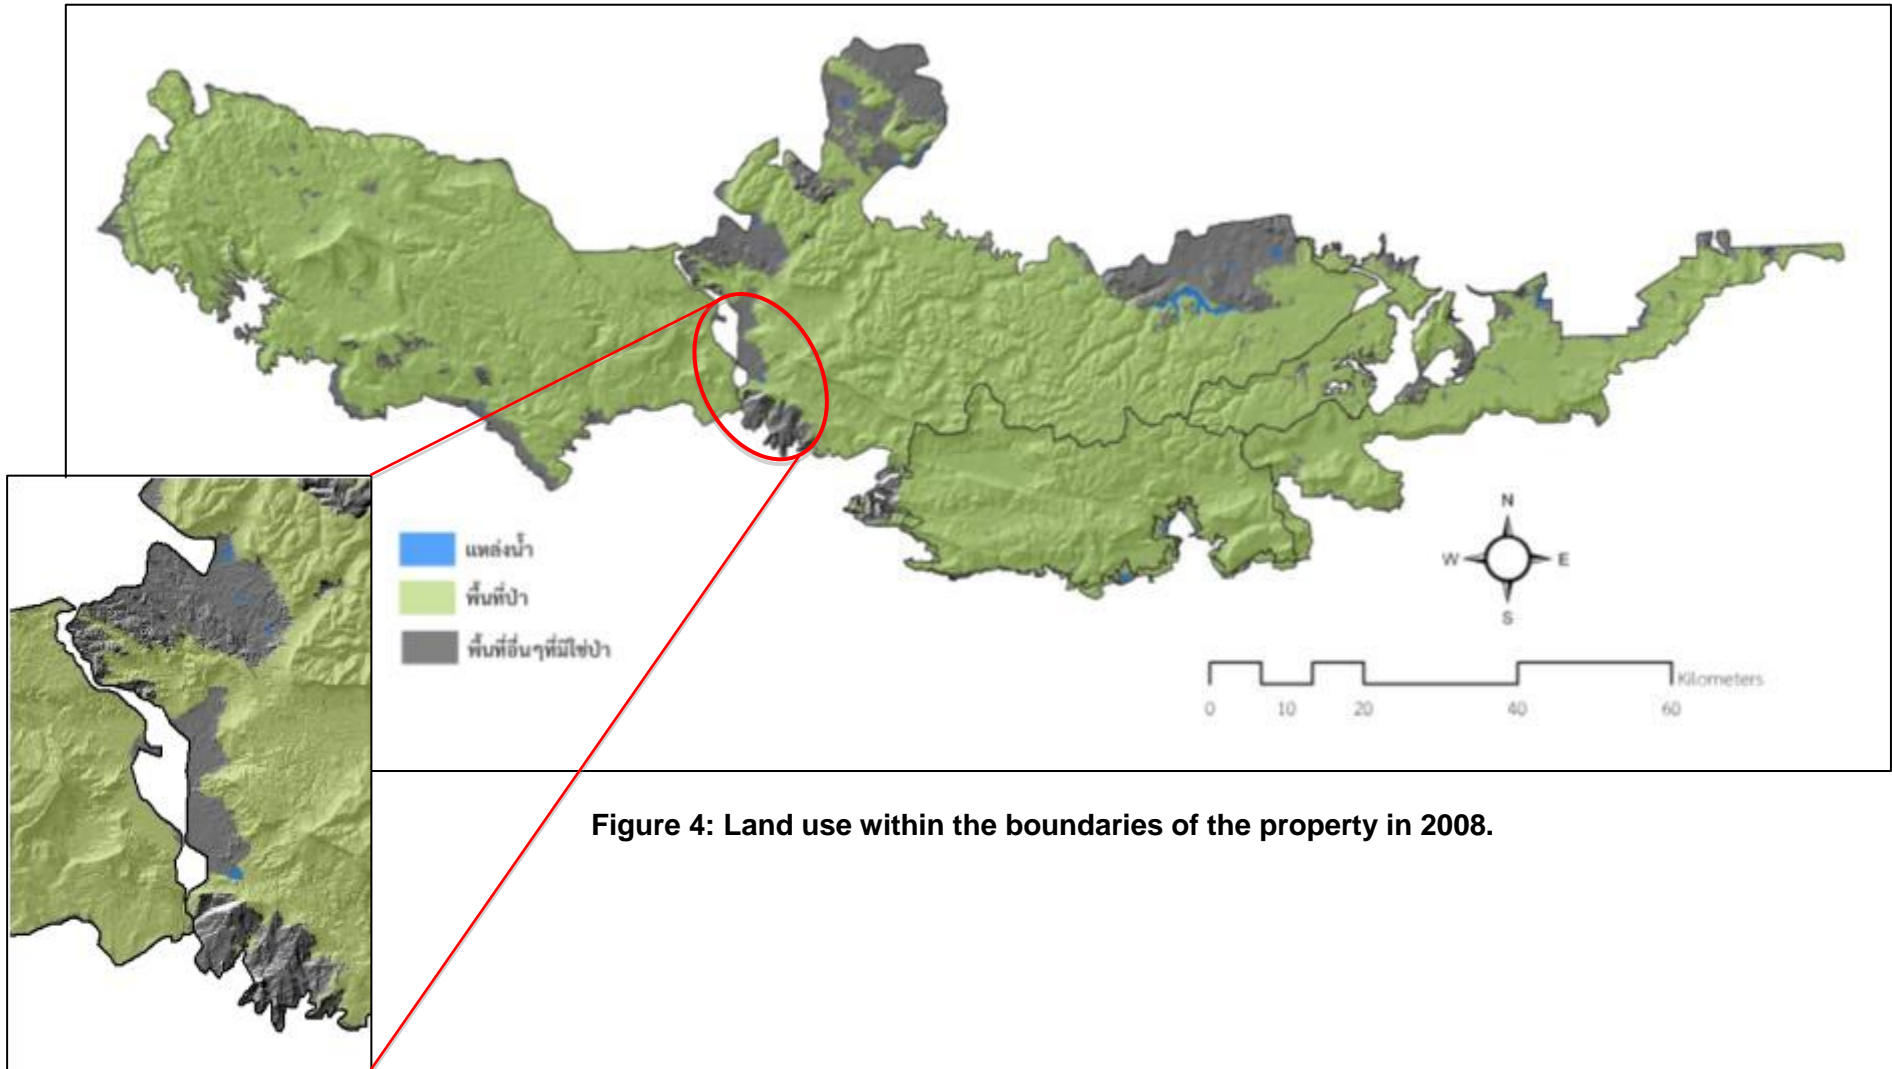 แหล่งน้ำ
พื้นที่ป่า
พื้นที่อื่นๆที่มิใช่ป่า
N
W E
S
Kilometers
0 10 20 40 60
Figure 4: Land use within the boundaries of the property in 2008.